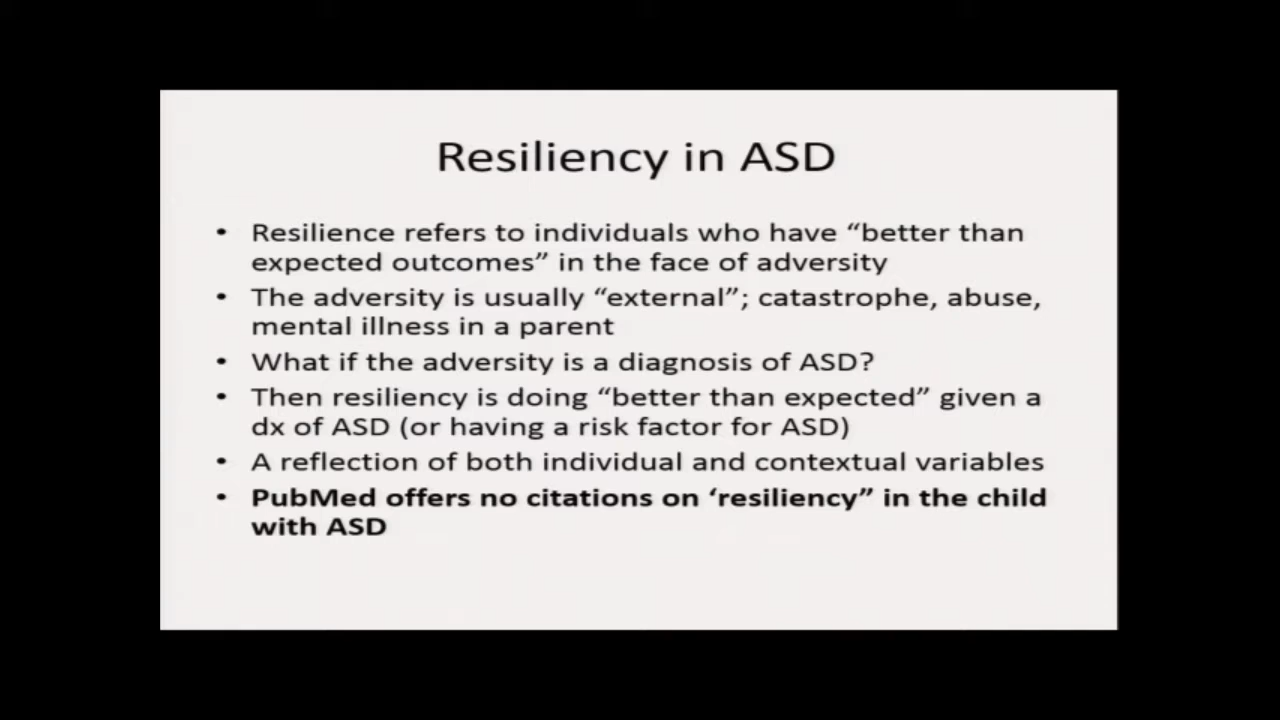 Resiliency in ASD
• Resilience refers to individuals who have “better than
expected outcomes” in the face of adversity
• The adversity is usually “external”; catastrophe, abuse,
mental illness in a parent
• What if the adversity is a diagnosis of ASD?
• Then resiliency is doing “better than expected” given a
dx of ASD (or having a risk factor for ASD)
• A reflection of both individual and contextual variables
• PubMed offers no citations on ‘resiliency” in the child
with ASD